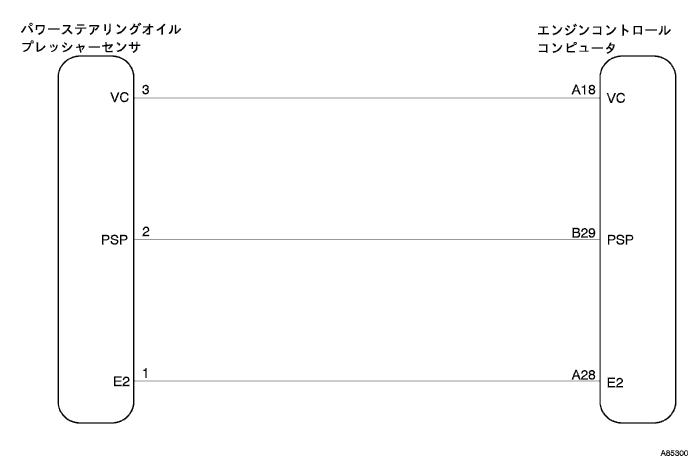 パワーステアリングオイル
プレッシャーセンサ
エンジンコントロール
コンピュータ
VC 3 A18 VC
PSP 2 B29 PSP
E2 1 A28 E2
A85300